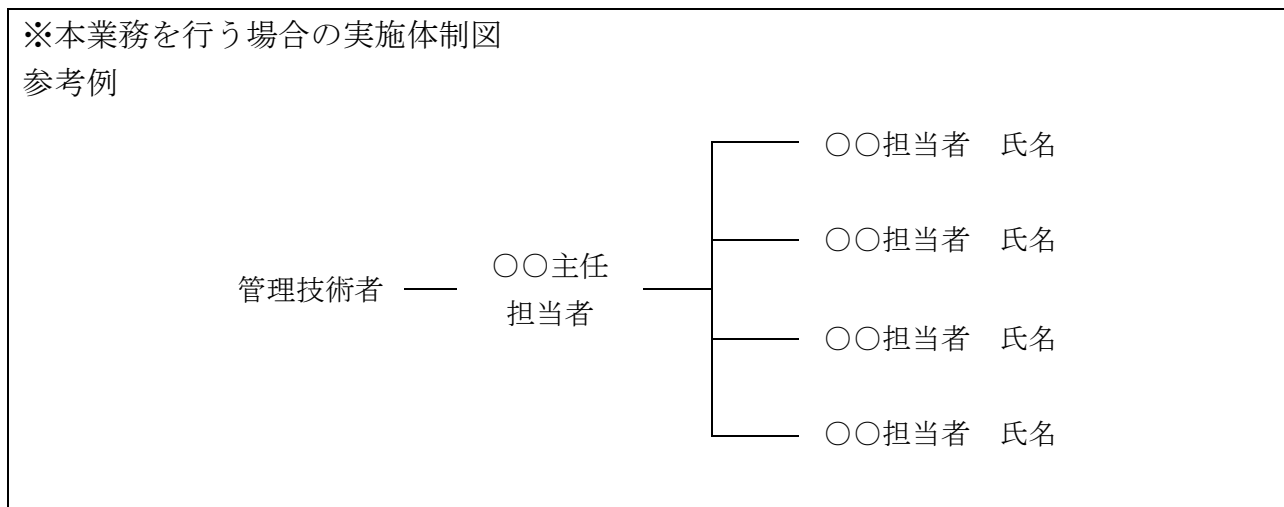 ※本業務を行う場合の実施体制図
参考例
○○担当者　氏名
○○担当者　氏名
管理技術者
○○主任
担当者
○○担当者　氏名
○○担当者　氏名